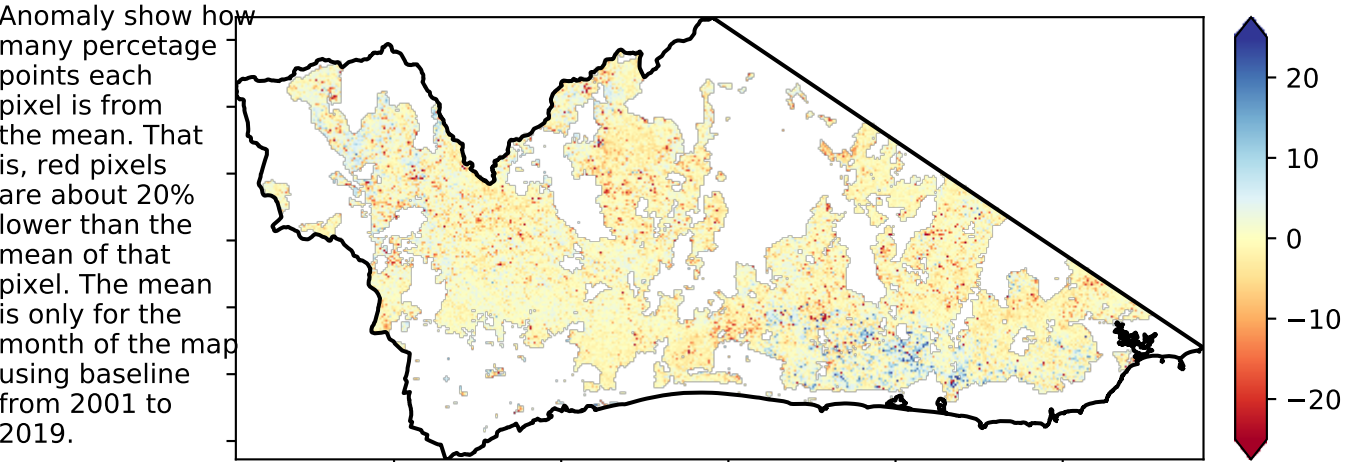 Anomaly show how
many percetage
points each
pixel is from
the mean. That
is, red pixels
are about 20%
lower than the
mean of that
pixel. The mean
is only for the
month of the map
using baseline
from 2001 to
2019.
20
10
0
−10
−20